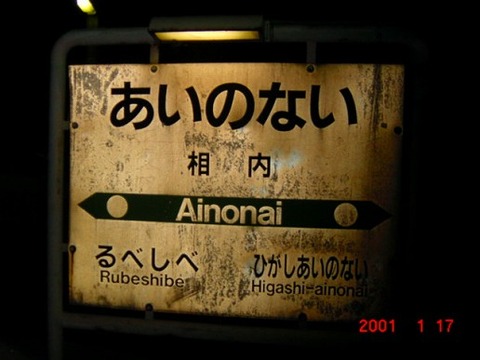 あいのない
相内
Ainonai
るべしべ ひがしあいのない
Rubeshibe Higashi-ainonai
2001 1 17